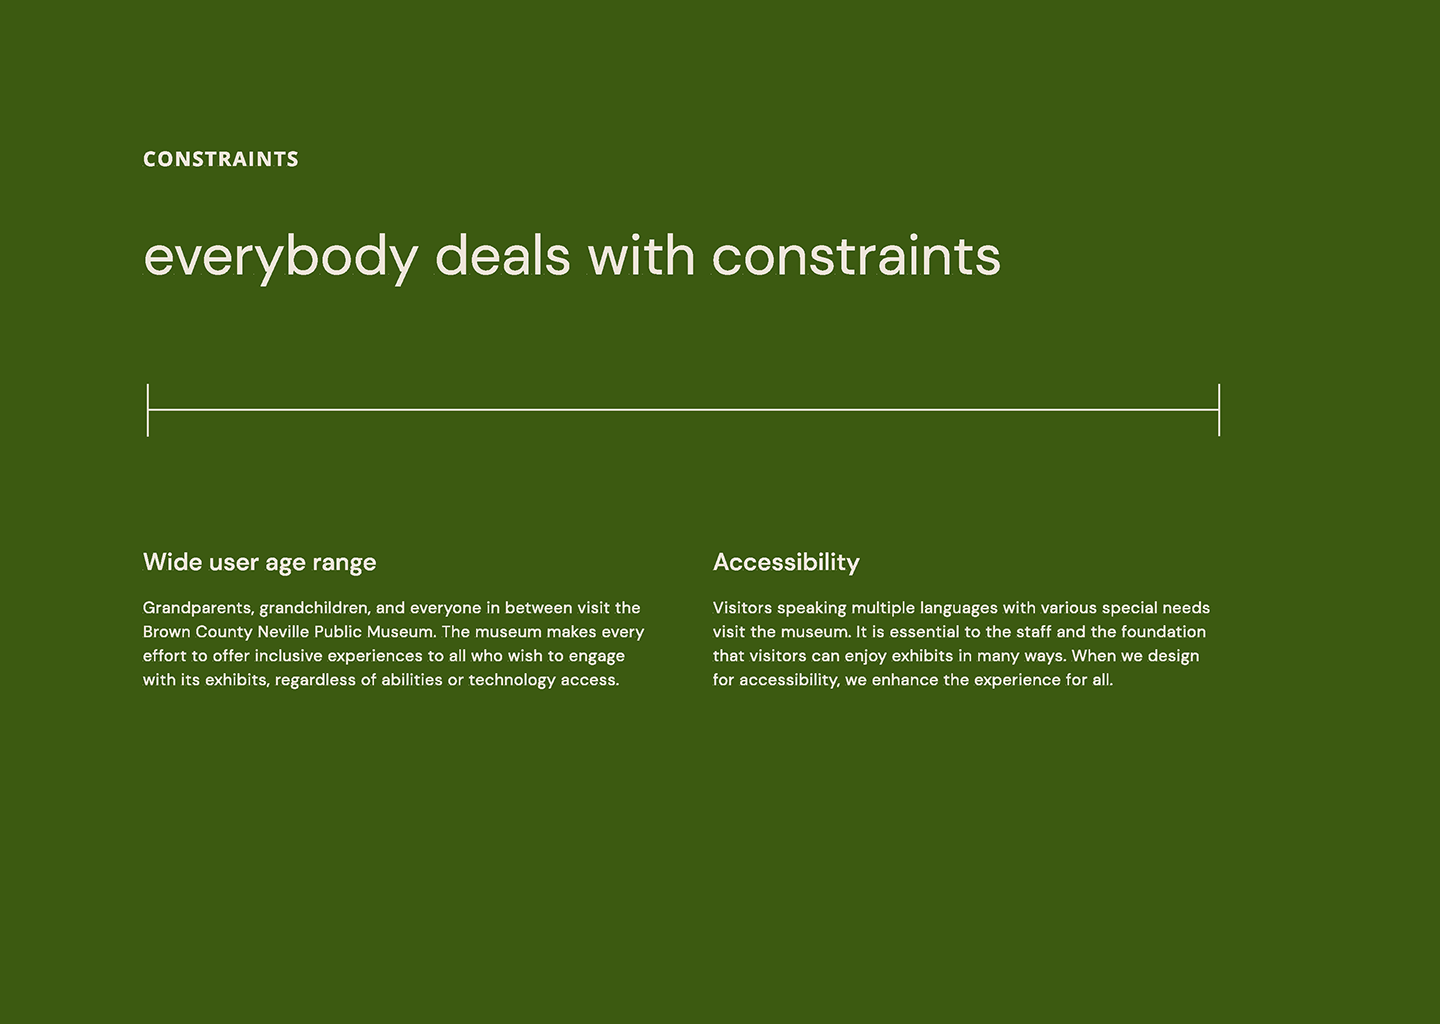 CONSTRAINTS
everybody deals with constraints
Wide user age range
Grandparents, grandchildren, and everyone in between visit the
Brown County Neville Public Museum. The museum makes every
effort to offer inclusive experiences to all who wish to engage
with its exhibits, regardless of abilities or technology access.
Accessibility
Visitors speaking multiple languages with various special needs
visit the museum. It is essential to the staff and the foundation
that visitors can enjoy exhibits in many ways. When we design
for accessibility, we enhance the experience for all.